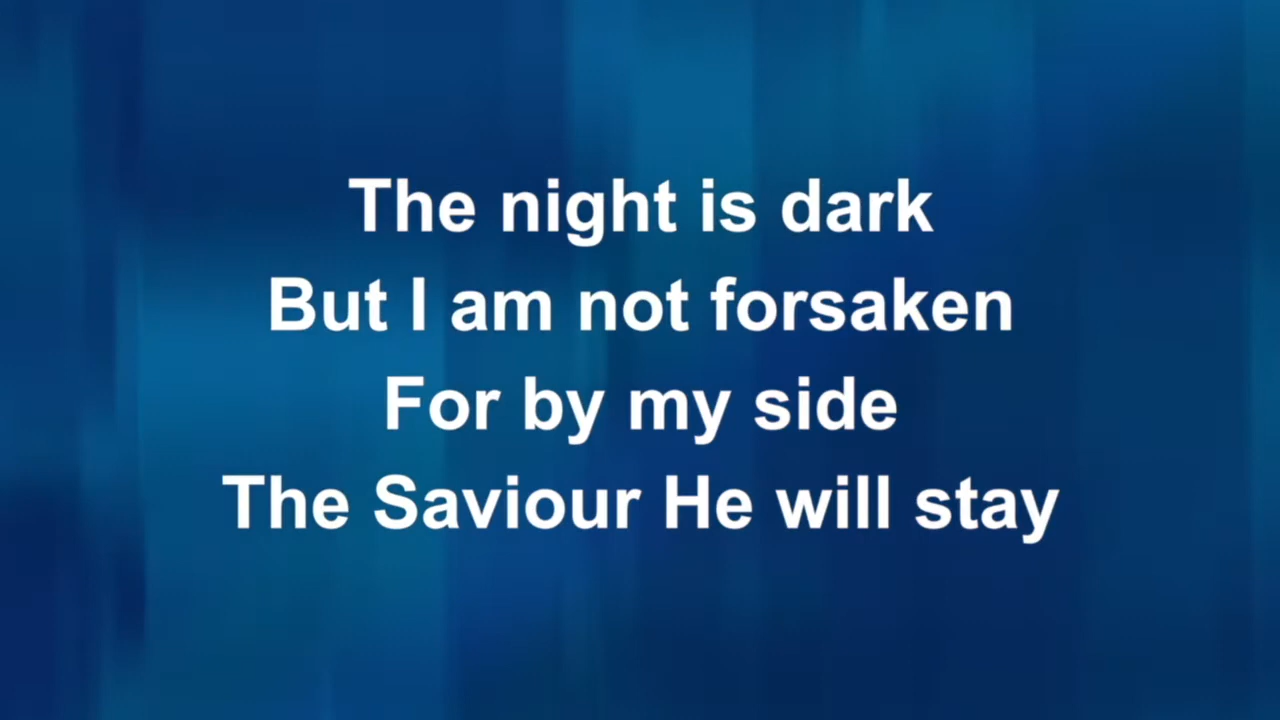 The night is dark
But I am not forsaken
For by my side
The Saviour He will stay